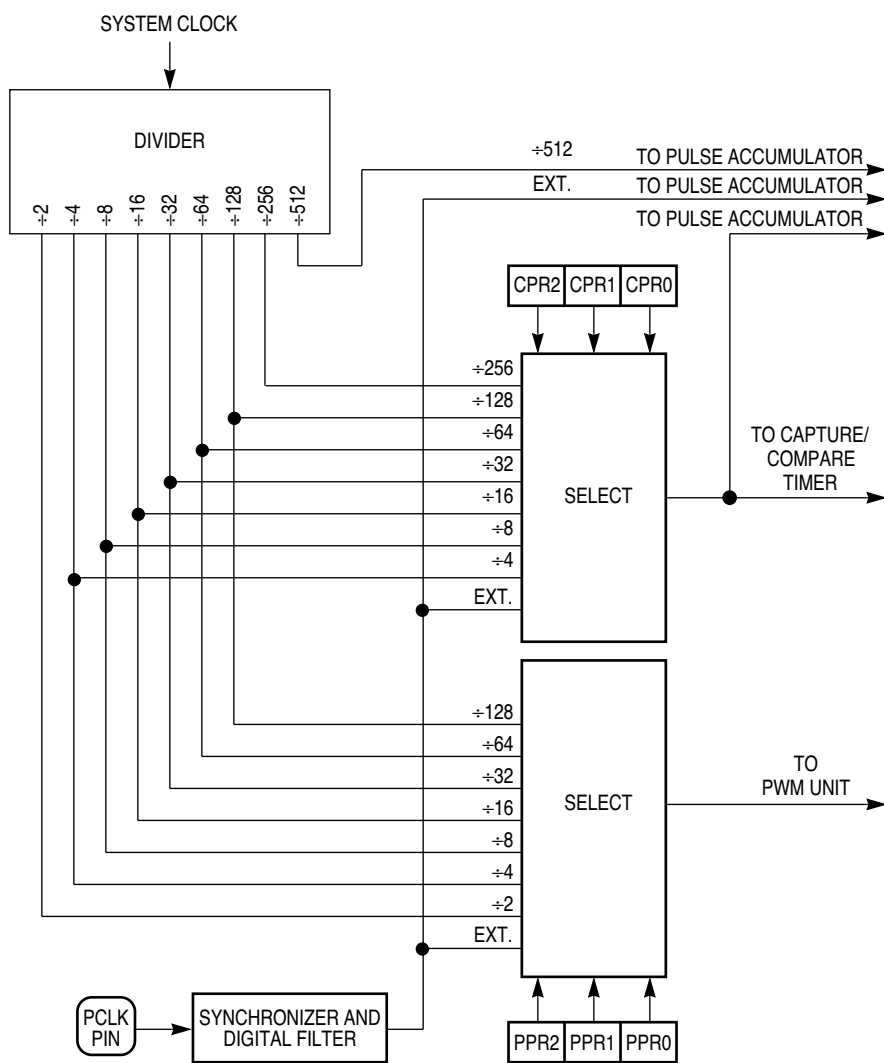 SYSTEM CLOCK
DIVIDER
÷2
÷4
÷8
÷16
÷32
÷64
÷128
÷256
÷512
÷512
TO PULSE ACCUMULATOR
EXT.
TO PULSE ACCUMULATOR
TO PULSE ACCUMULATOR
CPR2
CPR1
CPR0
÷256
÷128
÷64
÷32
÷16
÷8
÷4
EXT.
SELECT
TO CAPTURE/
COMPARE
TIMER
÷128
÷64
÷32
÷16
÷8
÷4
÷2
EXT.
SELECT
TO
PWM UNIT
PCLK
PIN
SYNCHRONIZER AND
DIGITAL FILTER
PPR2
PPR1
PPR0